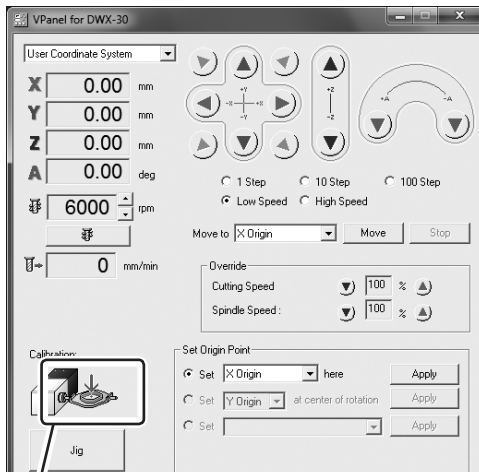 VPanel for DWX-30
User Coordinate System
X 0.00 mm
Y 0.00 mm
Z 0.00 mm
A 0.00 deg
6000 rpm
0 mm/min
+Y
-X +X
-Y
+Z
-Z
+A -A
1 Step 10 Step 100 Step
Low Speed High Speed
Move to X Origin Move Stop
Override
Cutting Speed 100 %
Spindle Speed : 100 %
Calibration:
Jig
Set Origin Point
Set X Origin here Apply
Set Y Origin at center of rotation Apply
Set Apply